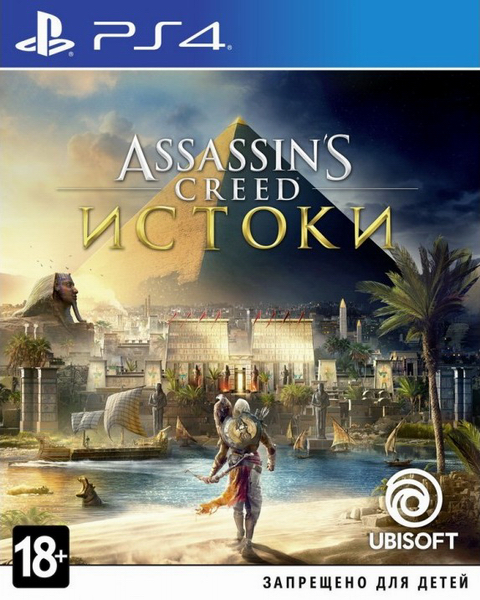 PS4
ASSASSIN'S
CREED
ИСТОКИ
UBISOFT
18+
ЗАПРЕЩЕНО ДЛЯ ДЕТЕЙ